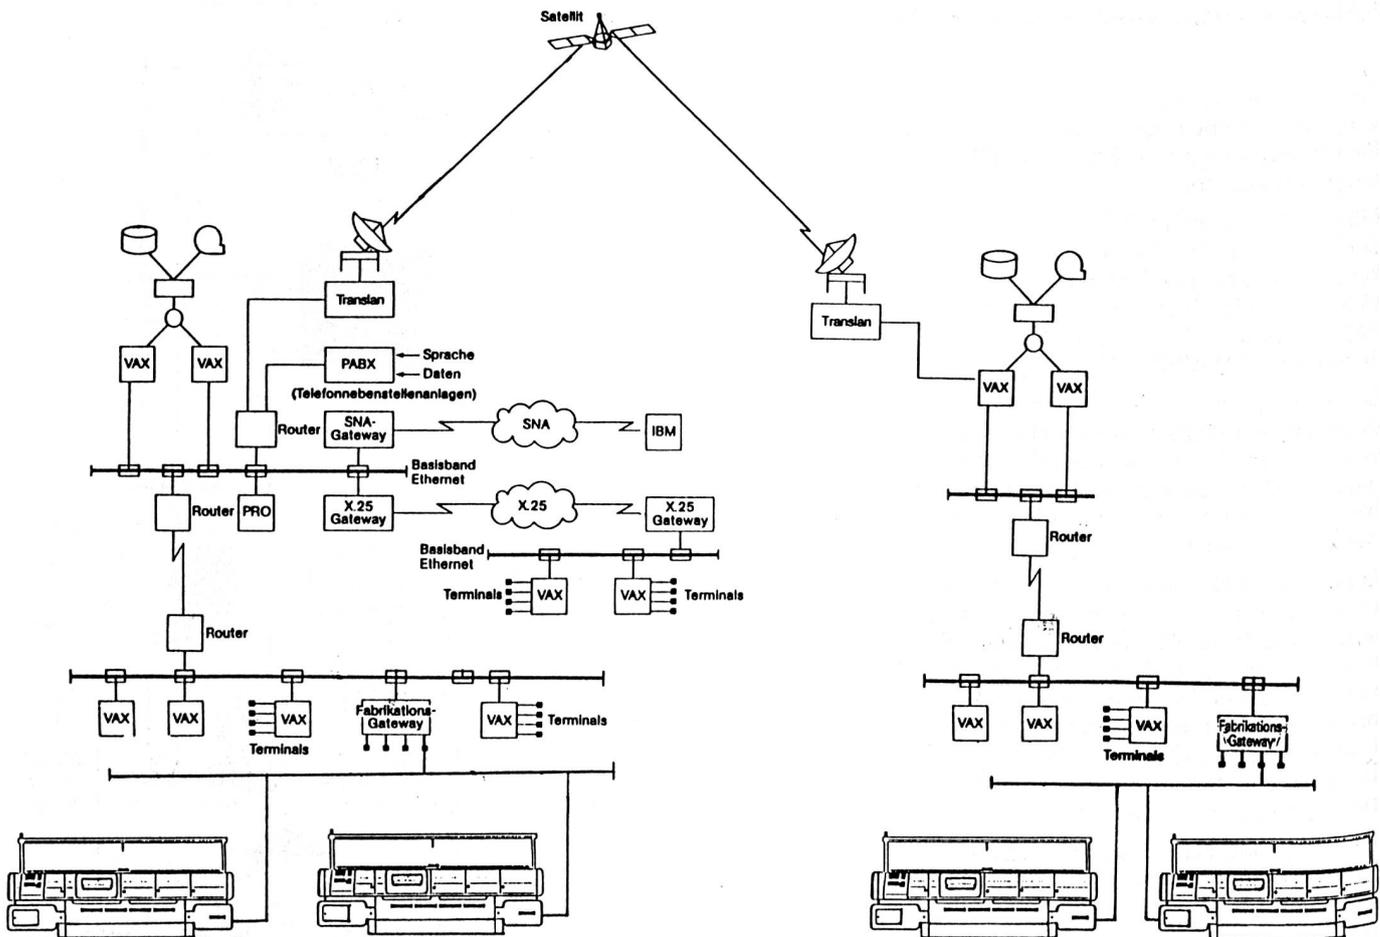 Satellit
Translan
Translan
VAX
VAX
PABX
Sprache
Daten
(Telefonnebenstellenanlagen)
VAX
VAX
Router
SNA-
Gateway
SNA
IBM
Basisband
Ethernet
Router
PRO
X.25
Gateway
X.25
X.25
Gateway
Router
Basisband
Ethernet
Terminals
VAX
VAX
Terminals
Router
Router
VAX
VAX
VAX
Terminals
Fabrikations-
Gateway
VAX
Terminals
VAX
VAX
VAX
Terminals
Fabrikations-
Gateway